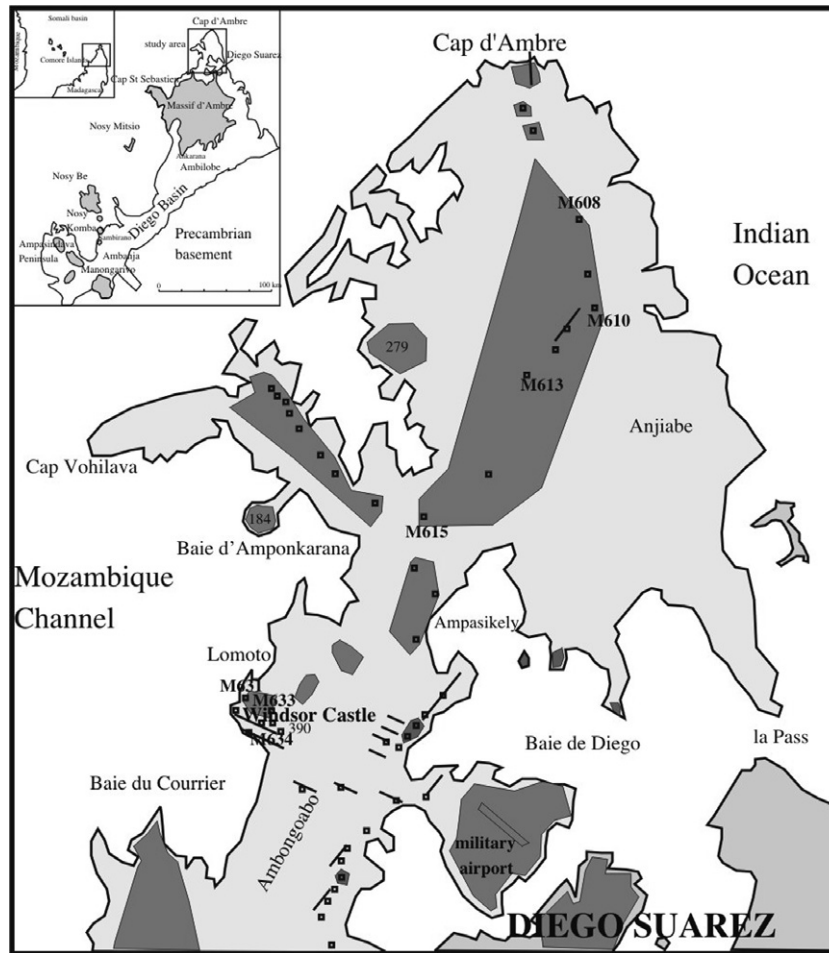 Somali basin
Mozambique
Comore Islands
Madagascar
Cap d'Ambre
study area
Diego Suarez
Cap St Sebastien
Massif d'Ambre
Nosy Mitsio
Ankarana
Ambilobe
Nosy Be
Diego Basin
Nosy
Komba
Sambirano
Precambrian
basement
Ampasindava
Peninsula
Ambanja
Manongarivo
0
100 km
Cap d'Ambre
M608
Indian
Ocean
M610
279
M613
Anjiabe
Cap Vohilava
184
M615
Baie d'Amponkarana
Mozambique
Channel
Ampasikely
Lomoto
M631
M633
Windsor Castle
390
M634
Baie de Diego
la Pass
Baie du Courrier
Ambongoabo
military
airport
DIEGO SUAREZ